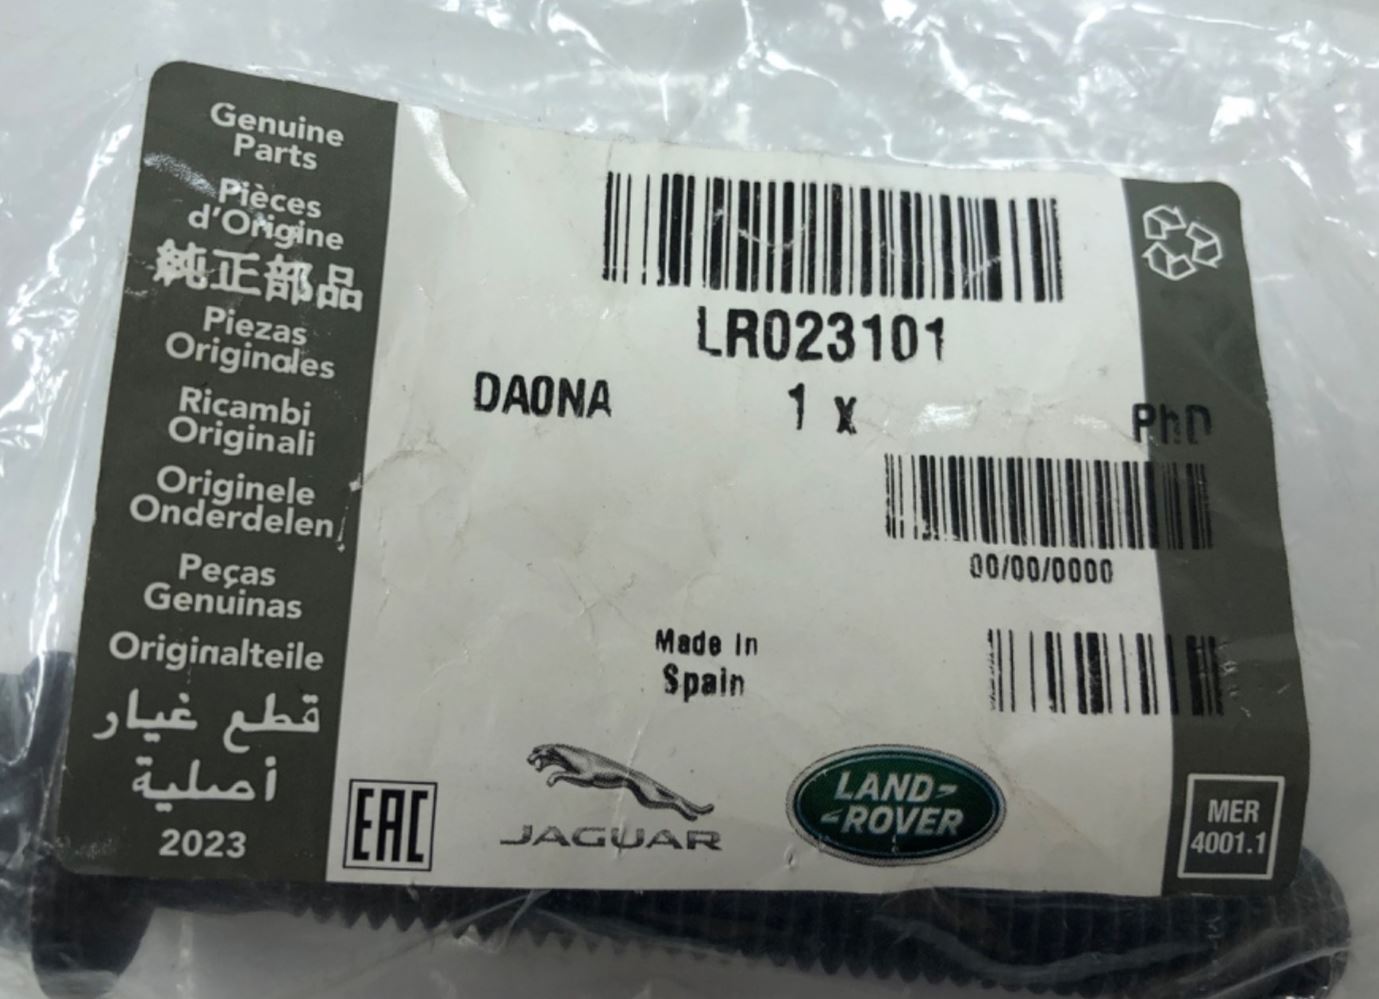 Genuine
Parts
Pièces
d'Origine
純正部品
Piezas
Originales
Ricambi
Originali
Originele
Onderdelen
Peças
Genuinas
Originalteile
قطع غيار
أصلية
2023
LR023101
DAONA 1 x PhD
00/00/0000
Made in
Spain
EAC
JAGUAR
LAND-
-ROVER
MER
4001.1